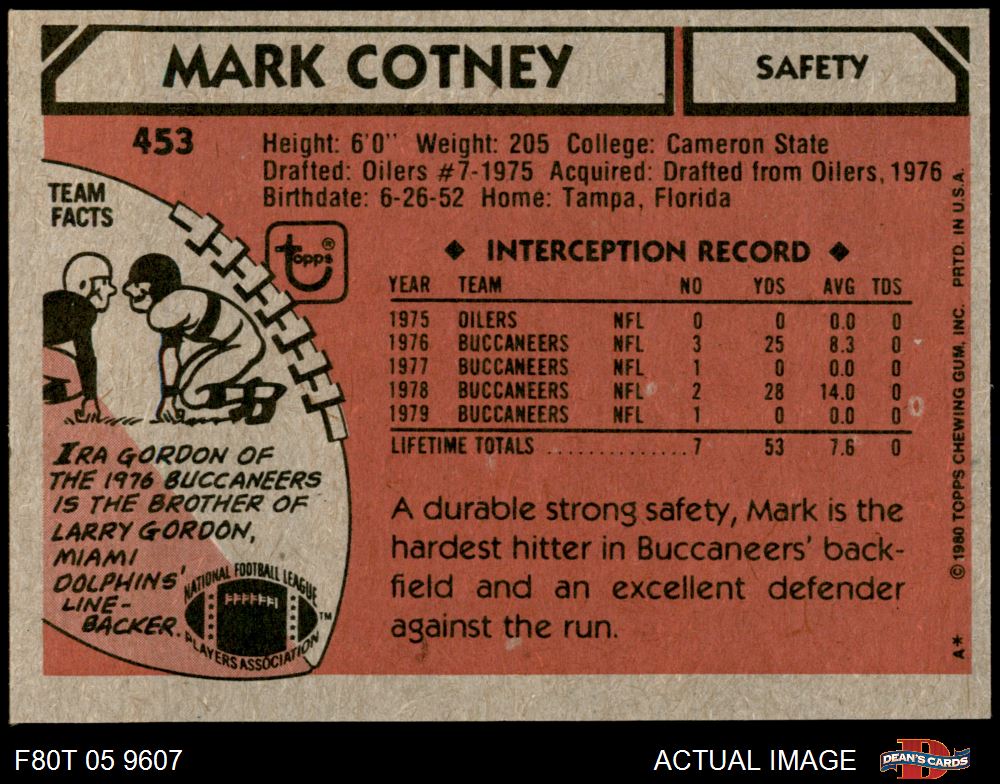 MARK COTNEY
SAFETY
453
Height: 6'0" Weight: 205 College: Cameron State
Drafted: Oilers #7-1975 Acquired: Drafted from Oilers, 1976
Birthdate: 6-26-52 Home: Tampa, Florida
TEAM
FACTS
topps®
◆ INTERCEPTION RECORD ◆
YEAR TEAM NO YDS AVG TDS
1975 OILERS NFL 0 0 0.0 0
1976 BUCCANEERS NFL 3 25 8.3 0
1977 BUCCANEERS NFL 1 0 0.0 0
1978 BUCCANEERS NFL 2 28 14.0 0
1979 BUCCANEERS NFL 1 0 0.0 0
LIFETIME TOTALS .............. 7 53 7.6 0
IRA GORDON OF
THE 1976 BUCCANEERS
IS THE BROTHER OF
LARRY GORDON,
MIAMI
DOLPHINS'
LINE-
BACKER.
NATIONAL FOOTBALL LEAGUE
PLAYERS ASSOCIATION
™
A durable strong safety, Mark is the
hardest hitter in Buccaneers' back-
field and an excellent defender
against the run.
A* ©1980 TOPPS CHEWING GUM, INC. PRTD. IN U.S.A.
F80T 05 9607
ACTUAL IMAGE
DEAN'S CARDS